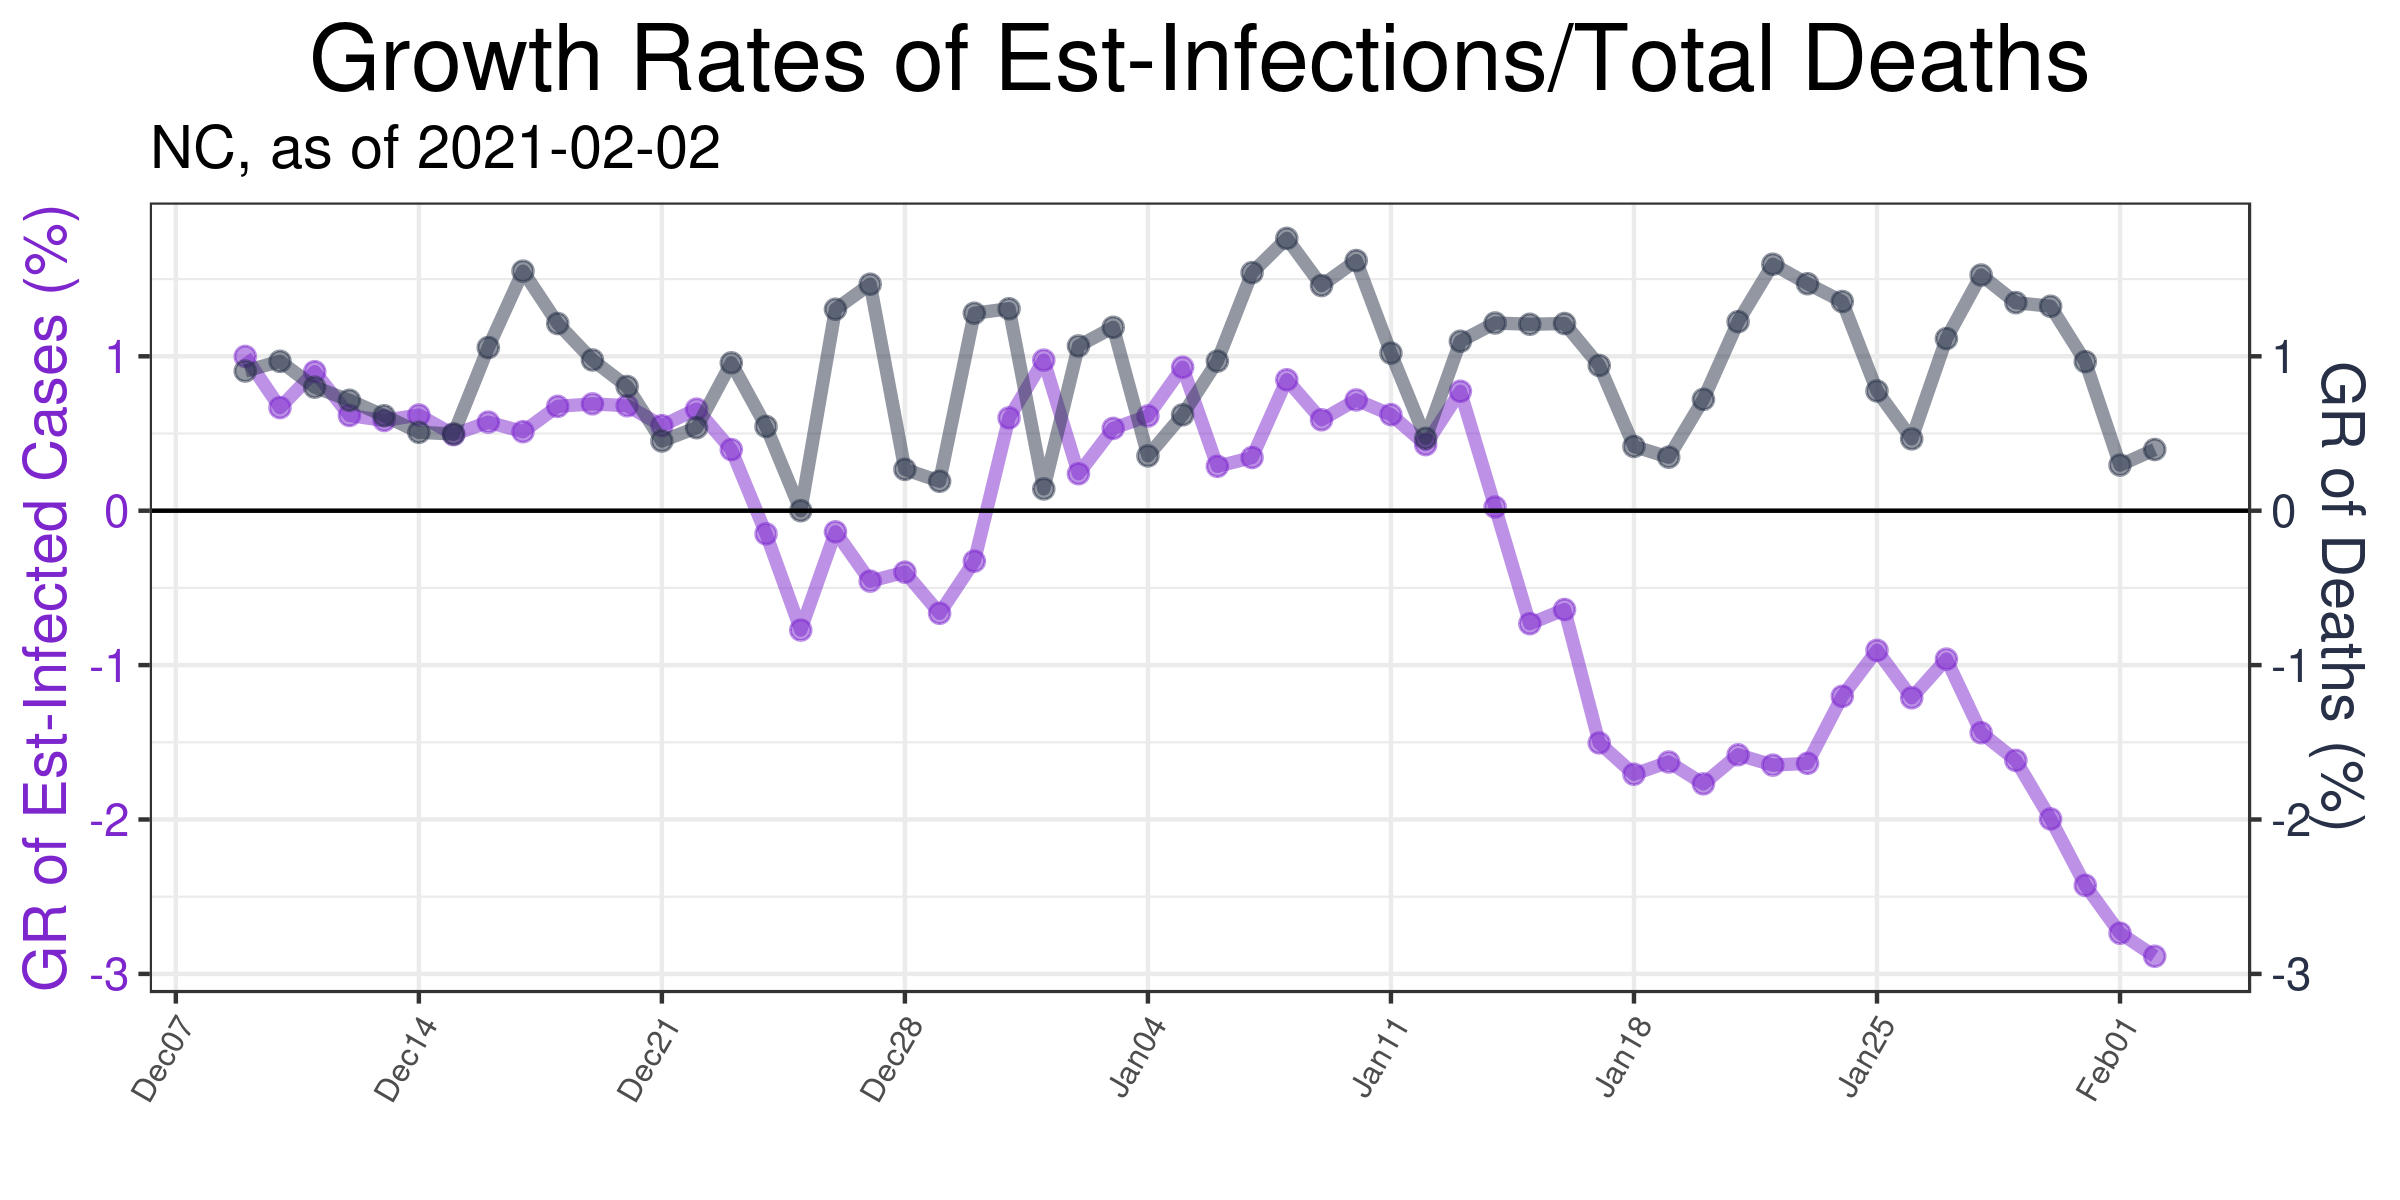 Growth Rates of Est-Infections/Total Deaths
NC, as of 2021-02-02
GR of Est-Infected Cases (%)
1
0
-1
-2
-3
1
0
-1
-2
-3
GR of Deaths (%)
Dec07
Dec14
Dec21
Dec28
Jan04
Jan11
Jan18
Jan25
Feb01